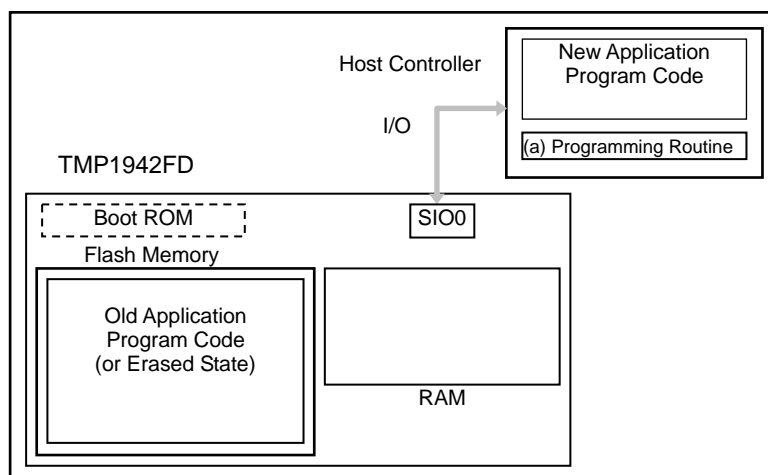 Host Controller
New Application
Program Code
(a) Programming Routine
I/O
TMP1942FD
Boot ROM
SIO0
Flash Memory
Old Application
Program Code
(or Erased State)
RAM